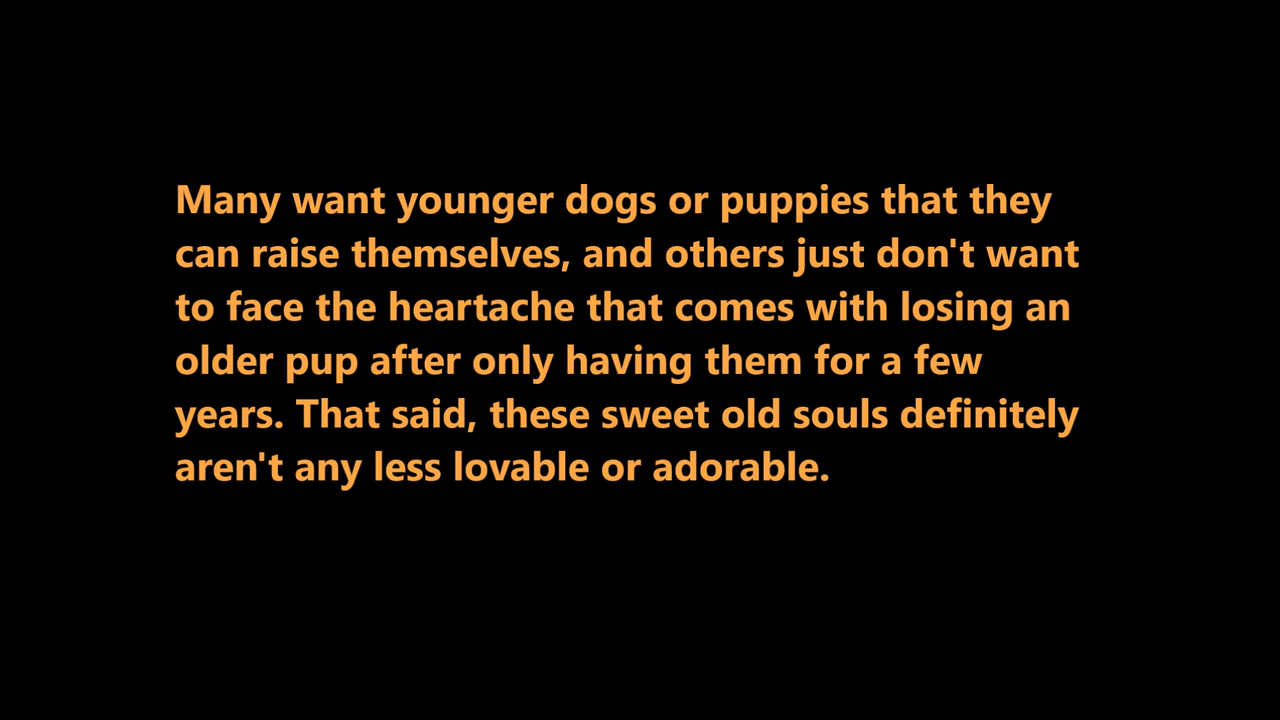 Many want younger dogs or puppies that they
can raise themselves, and others just don't want
to face the heartache that comes with losing an
older pup after only having them for a few
years. That said, these sweet old souls definitely
aren't any less lovable or adorable.